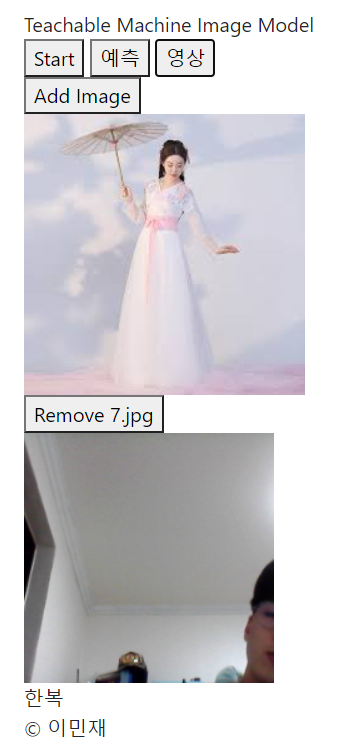 Teachable Machine Image Model
Start 예측 영상
Add Image
Remove 7.jpg
한복
© 이민재